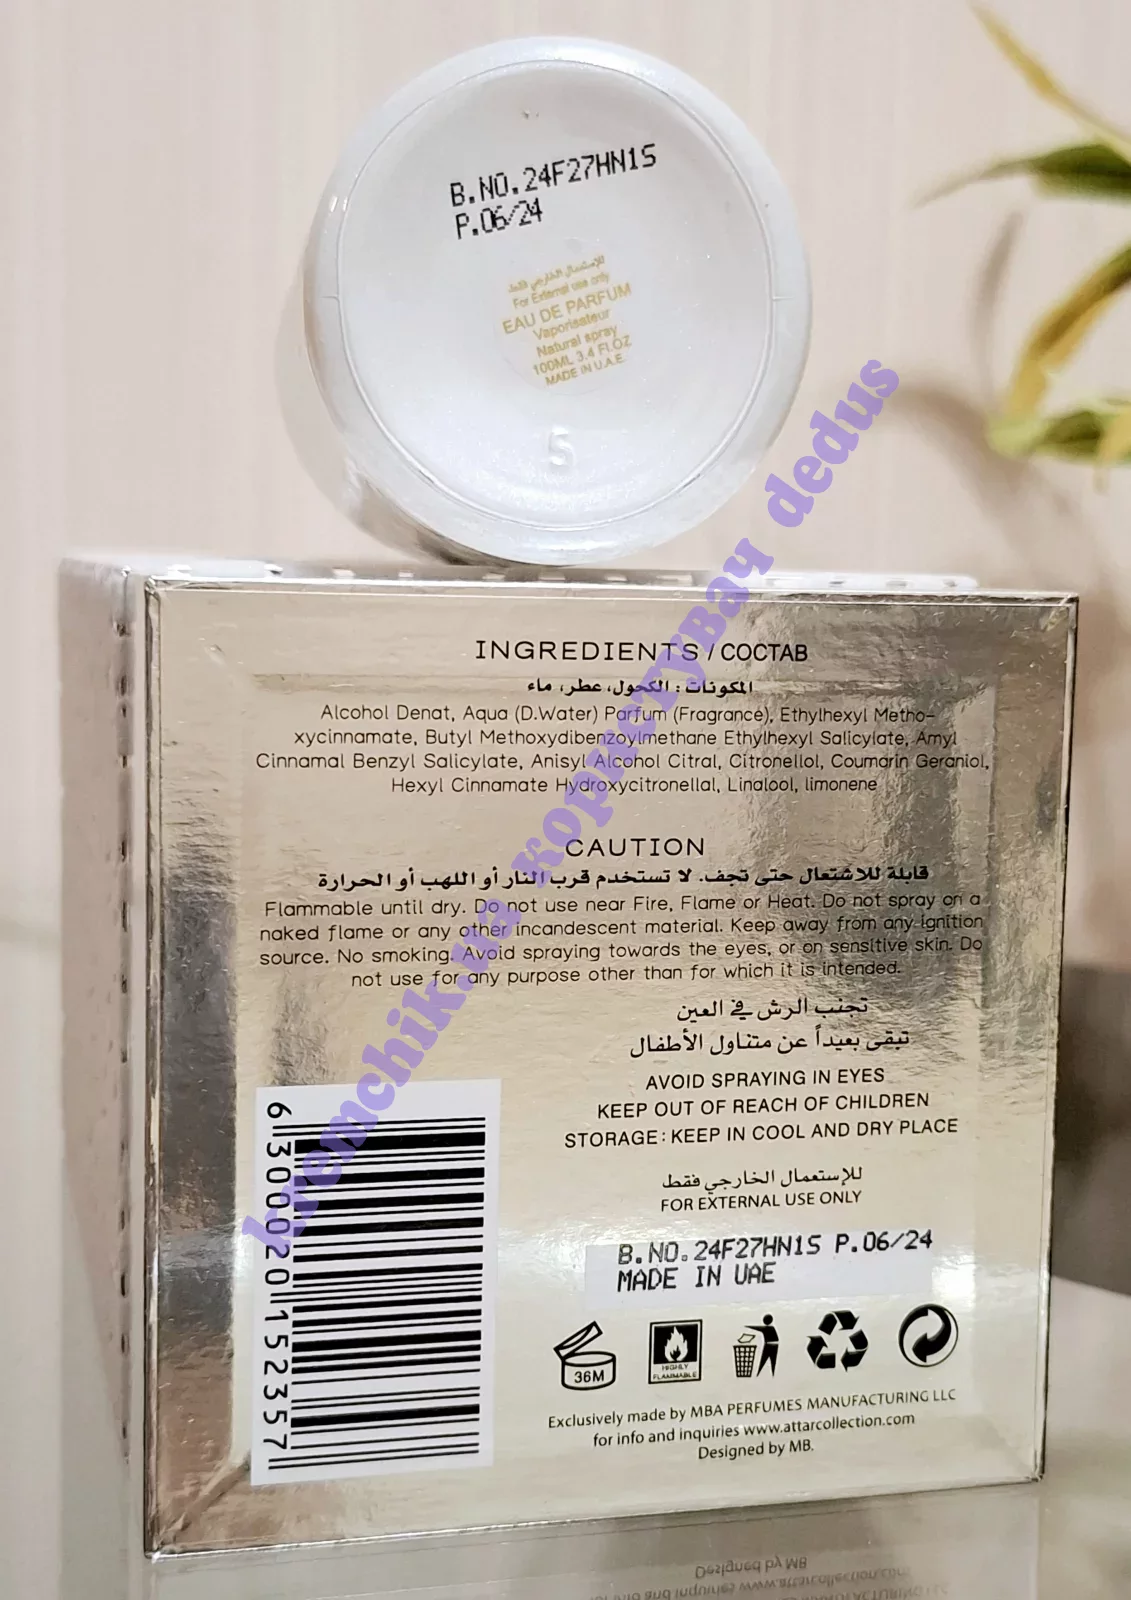 B.NO.24F27HN1S
P.06/24
للإستعمال الخارجي فقط
For External use only
EAU DE PARFUM
Vaporisateur
Natural spray
100ML 3.4 FI.OZ
MADE IN U.A.E.
5
INGREDIENTS / СОСТАВ
المكونات: الكحول، عطر، ماء
Alcohol Denat, Aqua (D.Water) Parfum (Fragrance), Ethylhexyl Metho-
xycinnamate, Butyl Methoxydibenzoylmethane Ethylhexyl Salicylate, Amyl
Cinnamal Benzyl Salicylate, Anisyl Alcohol Citral, Citronellol, Coumarin Geraniol,
Hexyl Cinnamate Hydroxycitronellal, Linalool, limonene
CAUTION
قابلة للاشتعال حتى تجف. لا تستخدم قرب النار أو اللهب أو الحرارة
Flammable until dry. Do not use near Fire, Flame or Heat. Do not spray on a
naked flame or any other incandescent material. Keep away from any ignition
source. No smoking. Avoid spraying towards the eyes, or on sensitive skin. Do
not use for any purpose other than for which it is intended.
تجنب الرش في العين
تبقى بعيداً عن متناول الأطفال
AVOID SPRAYING IN EYES
KEEP OUT OF REACH OF CHILDREN
STORAGE: KEEP IN COOL AND DRY PLACE
للإستعمال الخارجي فقط
FOR EXTERNAL USE ONLY
B.NO.24F27HN1S P.06/24
MADE IN UAE
36M
HIGHLY
FLAMMABLE
Exclusively made by MBA PERFUMES MANUFACTURING LLC
for info and inquiries www.attarcollection.com
Designed by MB.
6300020152357
kremchik.ua користувач dedus